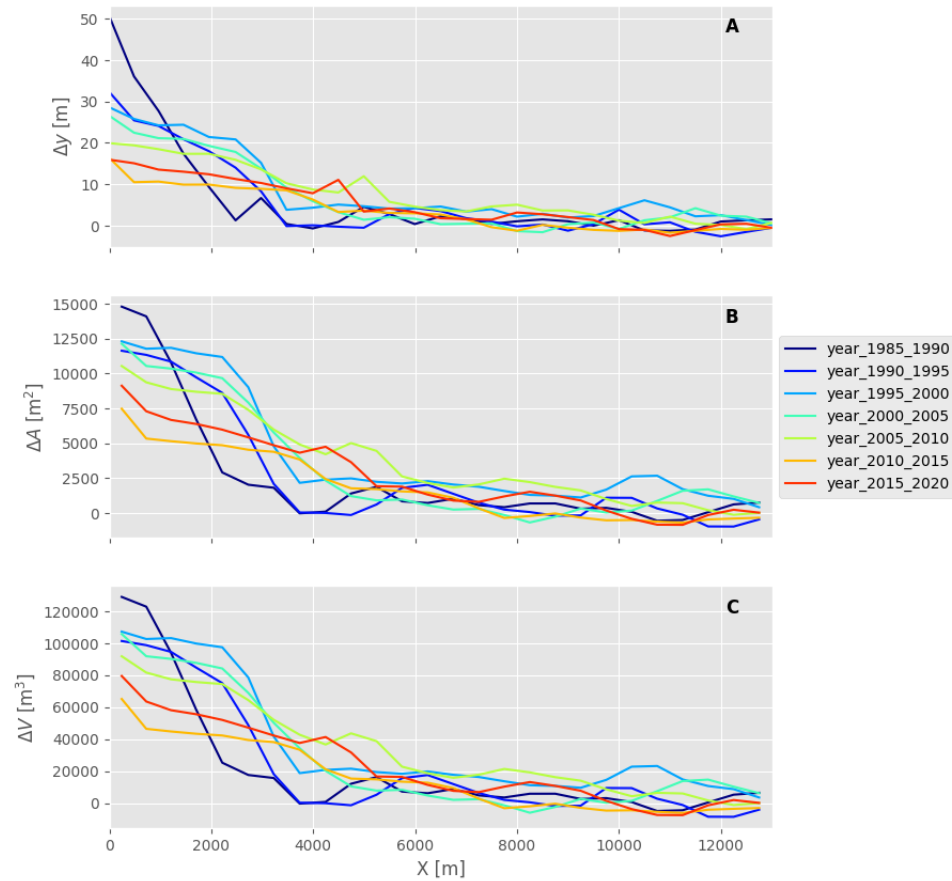 A
50
40
30
20
10
0
Δy [m]
B
15000
12500
10000
7500
5000
2500
0
ΔA [m²]
year_1985_1990
year_1990_1995
year_1995_2000
year_2000_2005
year_2005_2010
year_2010_2015
year_2015_2020
C
120000
100000
80000
60000
40000
20000
0
ΔV [m³]
0 2000 4000 6000 8000 10000 12000
X [m]